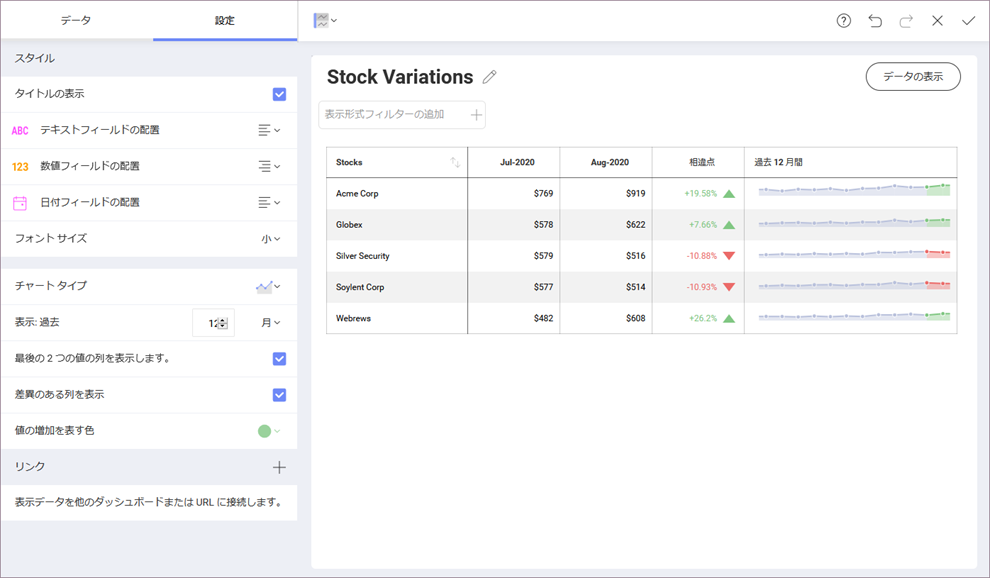 データ
設定
スタイル
タイトルの表示
ABC テキストフィールドの配置
123 数値フィールドの配置
日付フィールドの配置
フォント サイズ 小
チャート タイプ
表示: 過去 12 月
最後の 2 つの値の列を表示します。
差異のある列を表示
値の増加を表す色
リンク
表示データを他のダッシュボードまたは URL に接続します。
Stock Variations
データの表示
表示形式フィルターの追加
Stocks Jul-2020 Aug-2020 相違点 過去 12 月間
Acme Corp $769 $919 +19.58%
Globex $578 $622 +7.66%
Silver Security $579 $516 -10.88%
Soylent Corp $577 $514 -10.93%
Webrews $482 $608 +26.2%